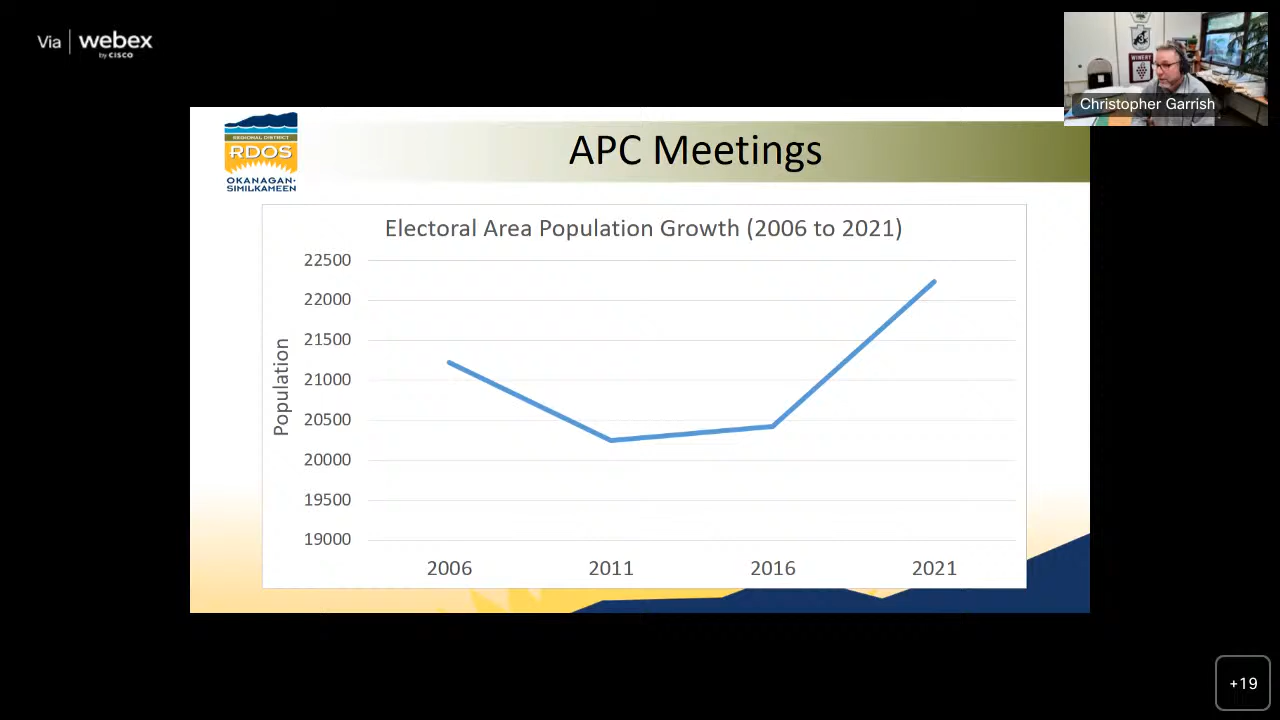 Via | webex
by CISCO
WINERY
Christopher Garrish
REGIONAL DISTRICT
RDOS
OKANAGAN-
SIMILKAMEEN
APC Meetings
Electoral Area Population Growth (2006 to 2021)
Population
22500
22000
21500
21000
20500
20000
19500
19000
2006 2011 2016 2021
+19